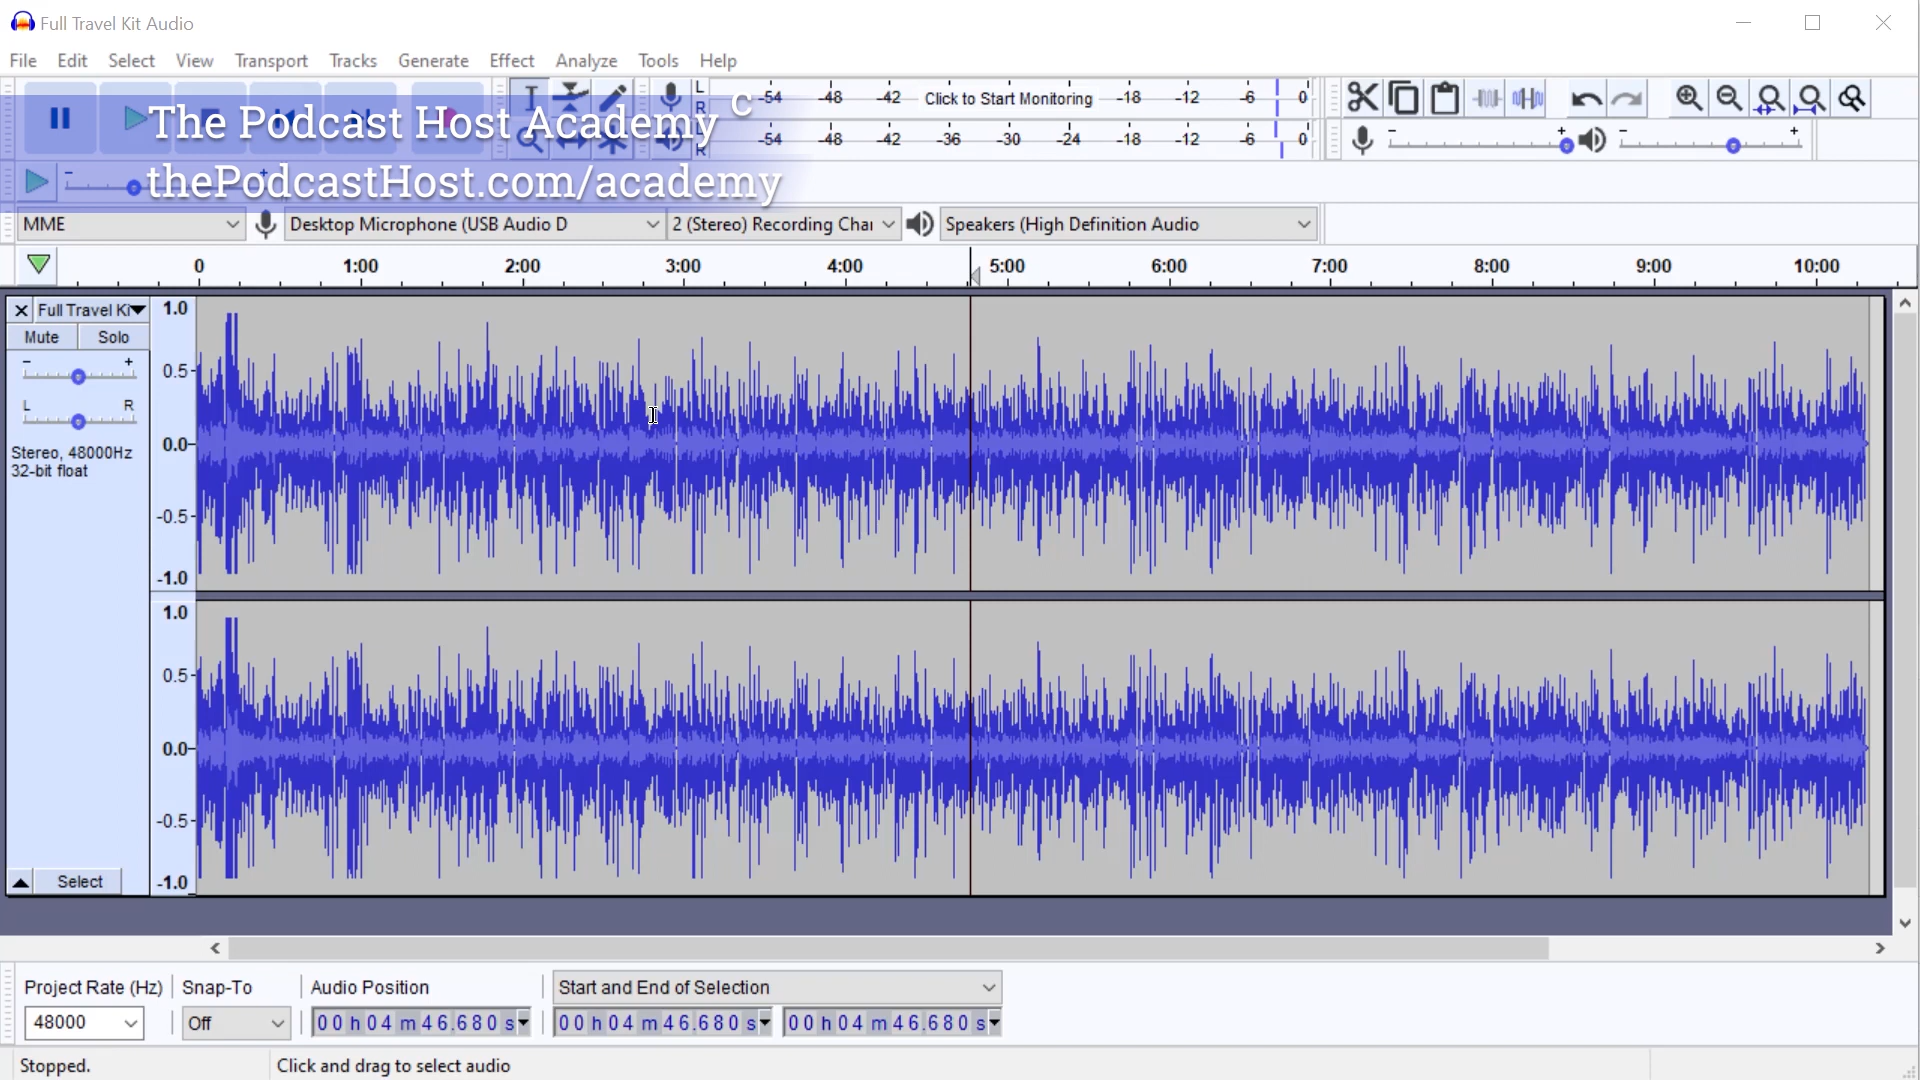 Full Travel Kit Audio
File Edit Select View Transport Tracks Generate Effect Analyze Tools Help
The Podcast Host Academy C
thePodcastHost.com/academy
L
R
-54 -48 -42 Click to Start Monitoring -18 -12 -6 0
R
-54 -48 -42 -36 -30 -24 -18 -12 -6 0
- +
- +
MME
Desktop Microphone (USB Audio D
2 (Stereo) Recording Chai
Speakers (High Definition Audio
0 1:00 2:00 3:00 4:00 5:00 6:00 7:00 8:00 9:00 10:00
Full Travel Ki
Mute Solo
- +
L R
Stereo, 48000Hz
32-bit float
Select
1.0
0.5
0.0
-0.5
-1.0
1.0
0.5
0.0
-0.5
-1.0
Project Rate (Hz) Snap-To Audio Position Start and End of Selection
48000 Off 00 h 04 m 46.680 s 00 h 04 m 46.680 s 00 h 04 m 46.680 s
Stopped. Click and drag to select audio